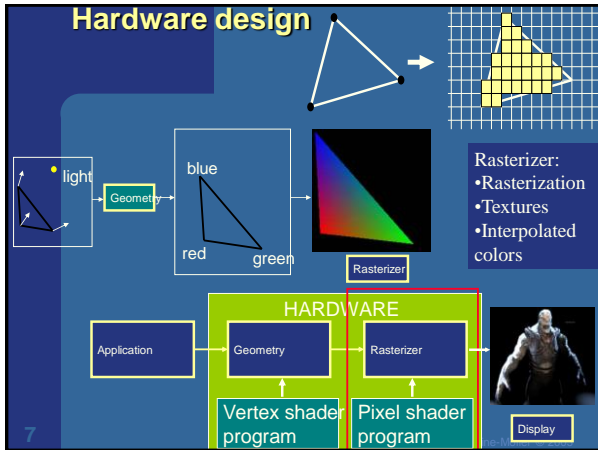 Hardware design
light
Geometry
blue
red
green
Rasterizer
Rasterizer:
•Rasterization
•Textures
•Interpolated
colors
HARDWARE
Application
Geometry
Rasterizer
Vertex shader
program
Pixel shader
program
Display
7